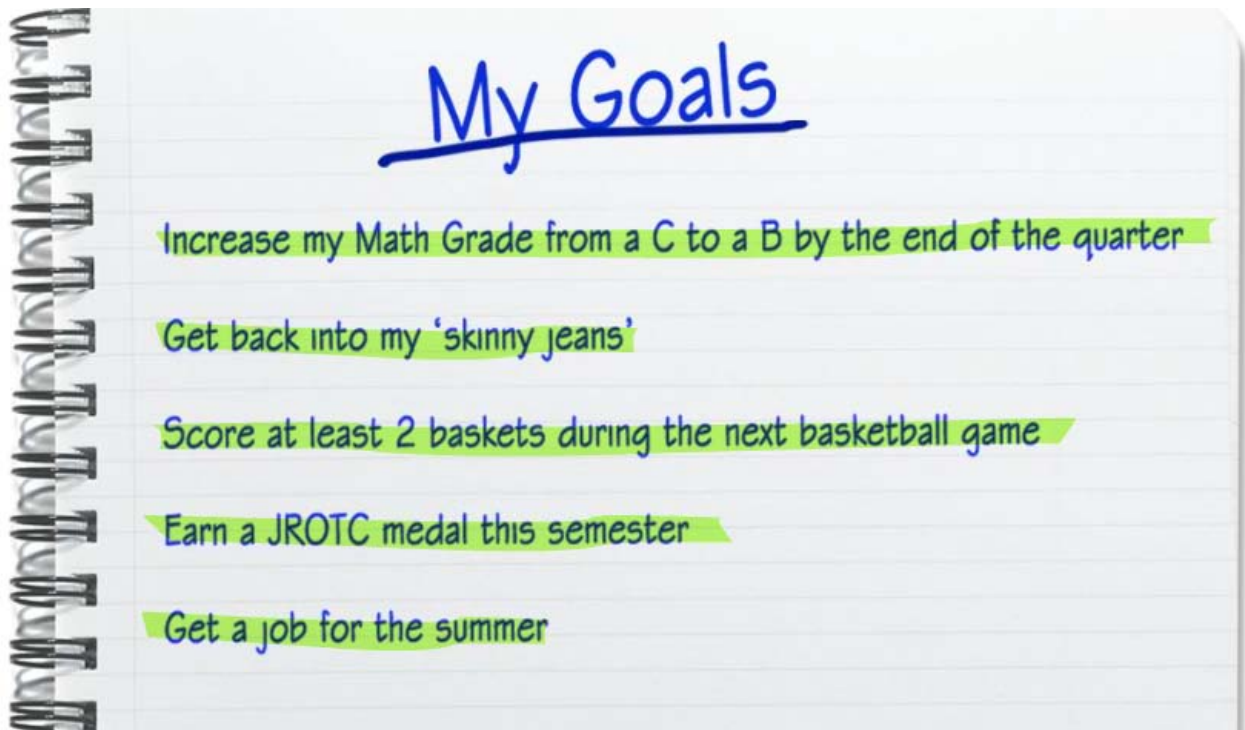 My Goals
Increase my Math Grade from a C to a B by the end of the quarter
Get back into my ‘skinny jeans’
Score at least 2 baskets during the next basketball game
Earn a JROTC medal this semester
Get a job for the summer